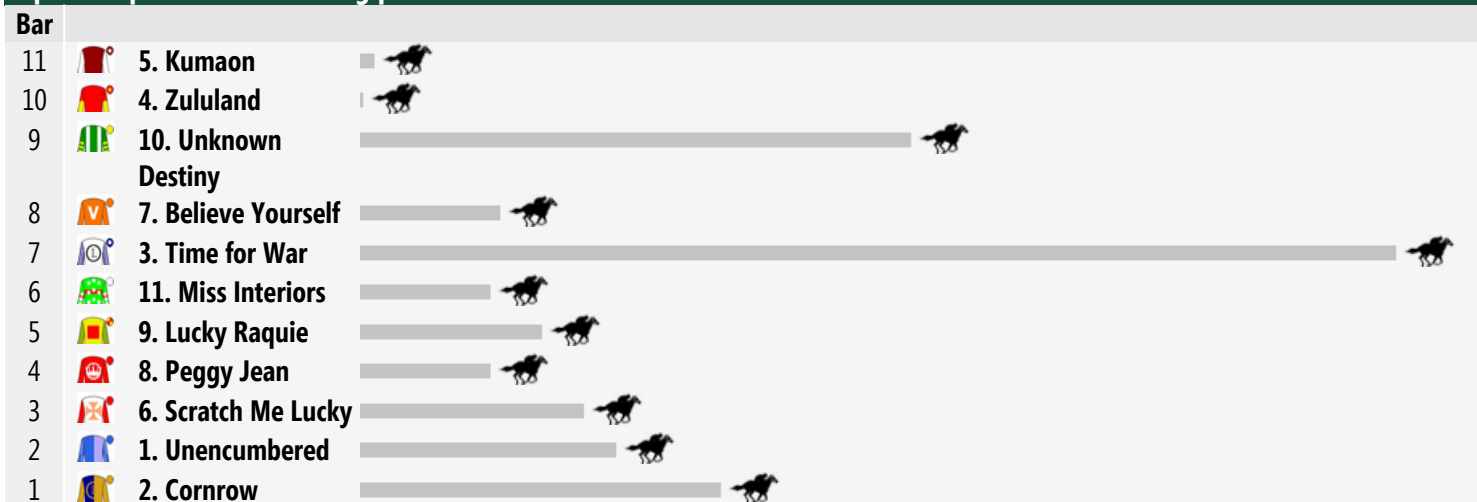 Bar
11 5. Kumaon
10 4. Zululand
9 10. Unknown
Destiny
8 V 7. Believe Yourself
7 3. Time for War
6 11. Miss Interiors
5 9. Lucky Raquie
4 8. Peggy Jean
3 6. Scratch Me Lucky
2 1. Unencumbered
1 2. Cornrow